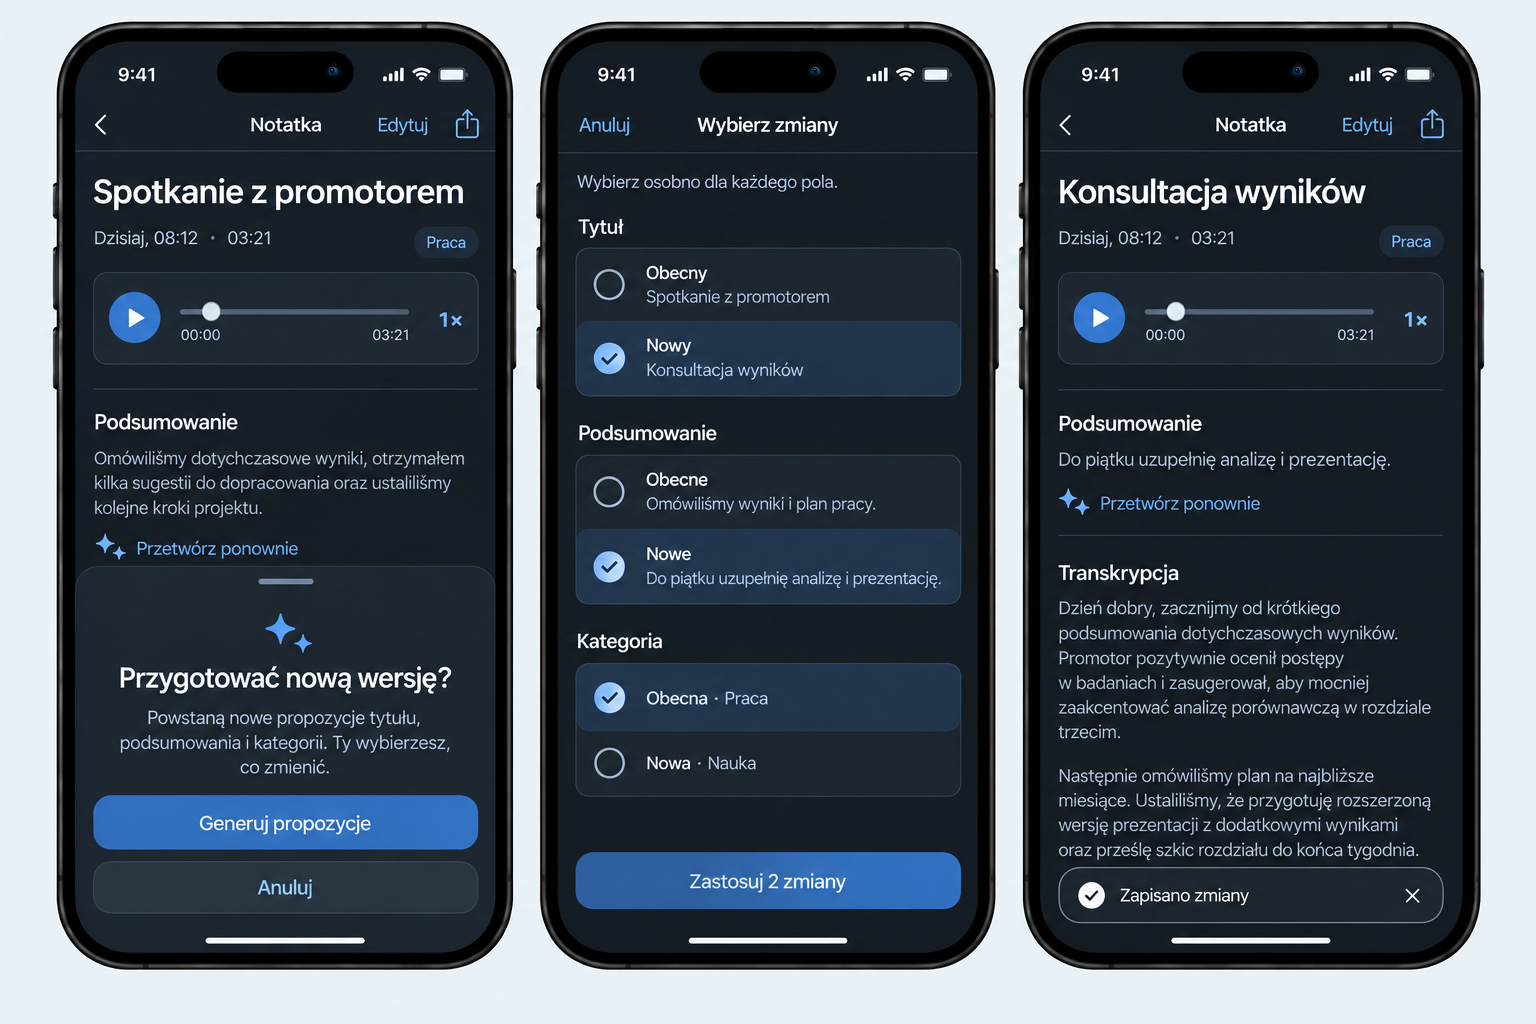 9:41
Notatka
Edytuj
Spotkanie z promotorem
Dzisiaj, 08:12 · 03:21
Praca
00:00
03:21
1×
Podsumowanie
Omówiliśmy dotychczasowe wyniki, otrzymałem
kilka sugestii do dopracowania oraz ustaliliśmy
kolejne kroki projektu.
Przetwórz ponownie
Przygotować nową wersję?
Powstaną nowe propozycje tytułu,
podsumowania i kategorii. Ty wybierzesz,
co zmienić.
Generuj propozycje
Anuluj
9:41
Anuluj
Wybierz zmiany
Wybierz osobno dla każdego pola.
Tytuł
Obecny
Spotkanie z promotorem
Nowy
Konsultacja wyników
Podsumowanie
Obecne
Omówiliśmy wyniki i plan pracy.
Nowe
Do piątku uzupełnię analizę i prezentację.
Kategoria
Obecna · Praca
Nowa · Nauka
Zastosuj 2 zmiany
9:41
Notatka
Edytuj
Konsultacja wyników
Dzisiaj, 08:12 · 03:21
Praca
00:00
03:21
1×
Podsumowanie
Do piątku uzupełnię analizę i prezentację.
Przetwórz ponownie
Transkrypcja
Dzień dobry, zacznijmy od krótkiego
podsumowania dotychczasowych wyników.
Promotor pozytywnie ocenił postępy
w badaniach i zasugerował, aby mocniej
zaakcentować analizę porównawczą w rozdziale
trzecim.
Następnie omówiliśmy plan na najbliższe
miesiące. Ustaliliśmy, że przygotuję rozszerzoną
wersję prezentacji z dodatkowymi wynikami
oraz prześlę szkic rozdziału do końca tygodnia.
Zapisano zmiany